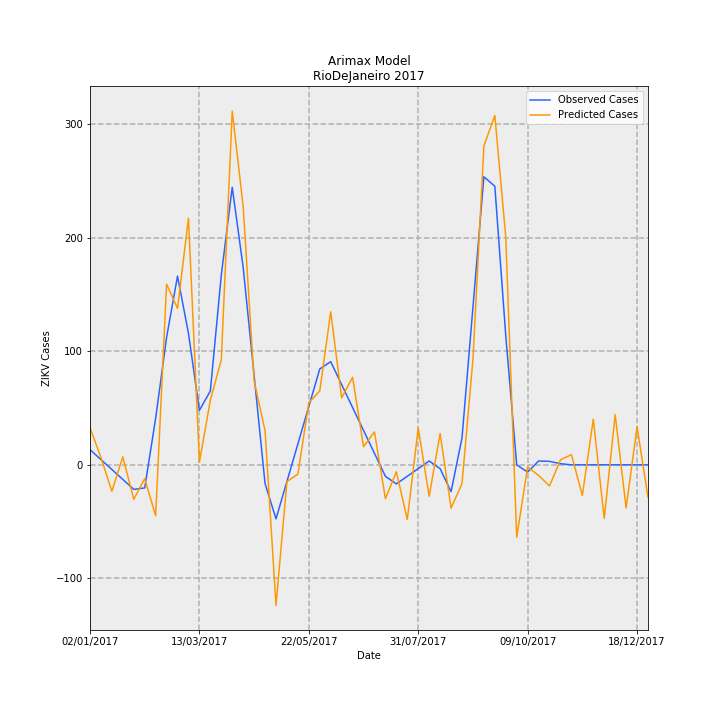 Arimax Model
RioDeJaneiro 2017
Observed Cases
Predicted Cases
ZIKV Cases
300
200
100
0
−100
02/01/2017
13/03/2017
22/05/2017
31/07/2017
09/10/2017
18/12/2017
Date